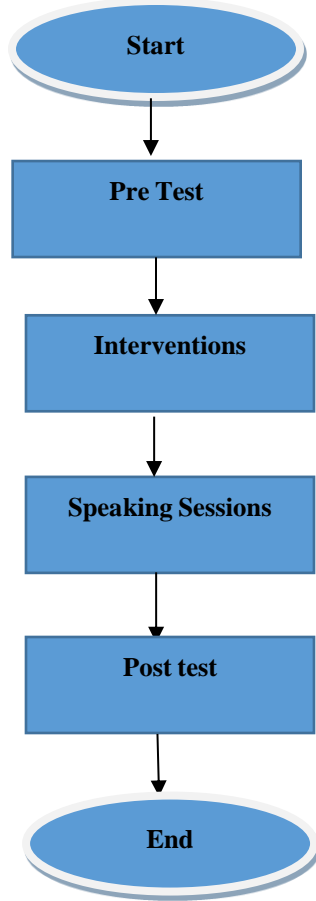 Start
Pre Test
Interventions
Speaking Sessions
Post test
End